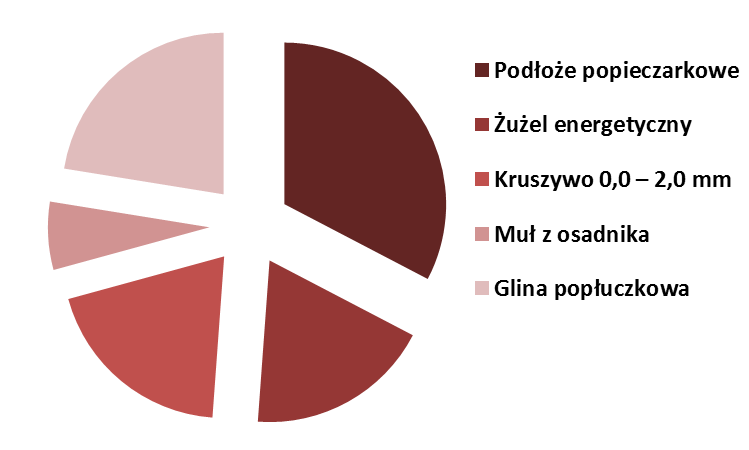 Podłoże popieczarkowe
Żużel energetyczny
Kruszywo 0,0 – 2,0 mm
Muł z osadnika
Glina popłuczkowa